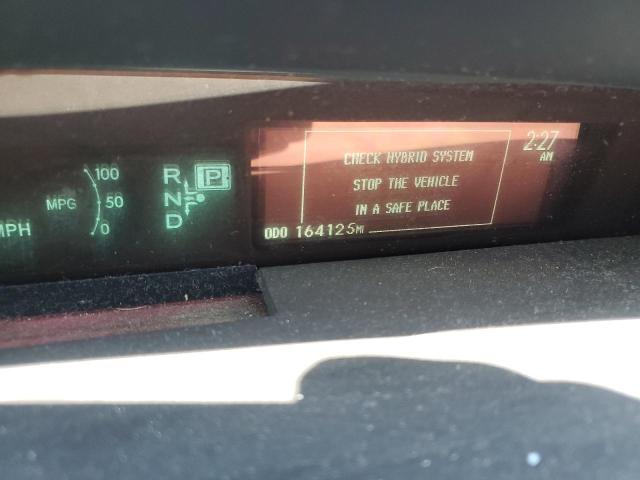 100
R P
MPG 50 N
MPH 0 D
2:27
AM
CHECK HYBRID SYSTEM
STOP THE VEHICLE
IN A SAFE PLACE
ODO 164125MI